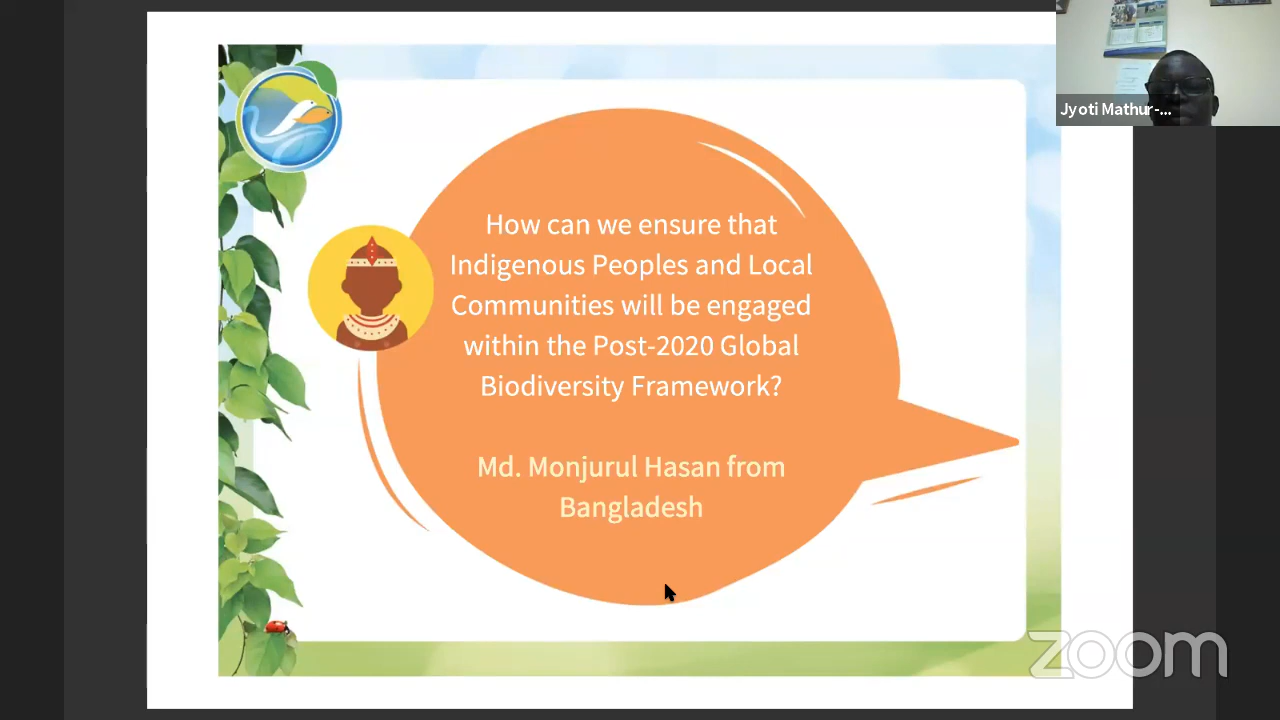 Jyoti Mathur-...
How can we ensure that
Indigenous Peoples and Local
Communities will be engaged
within the Post-2020 Global
Biodiversity Framework?
Md. Monjurul Hasan from
Bangladesh
zoom